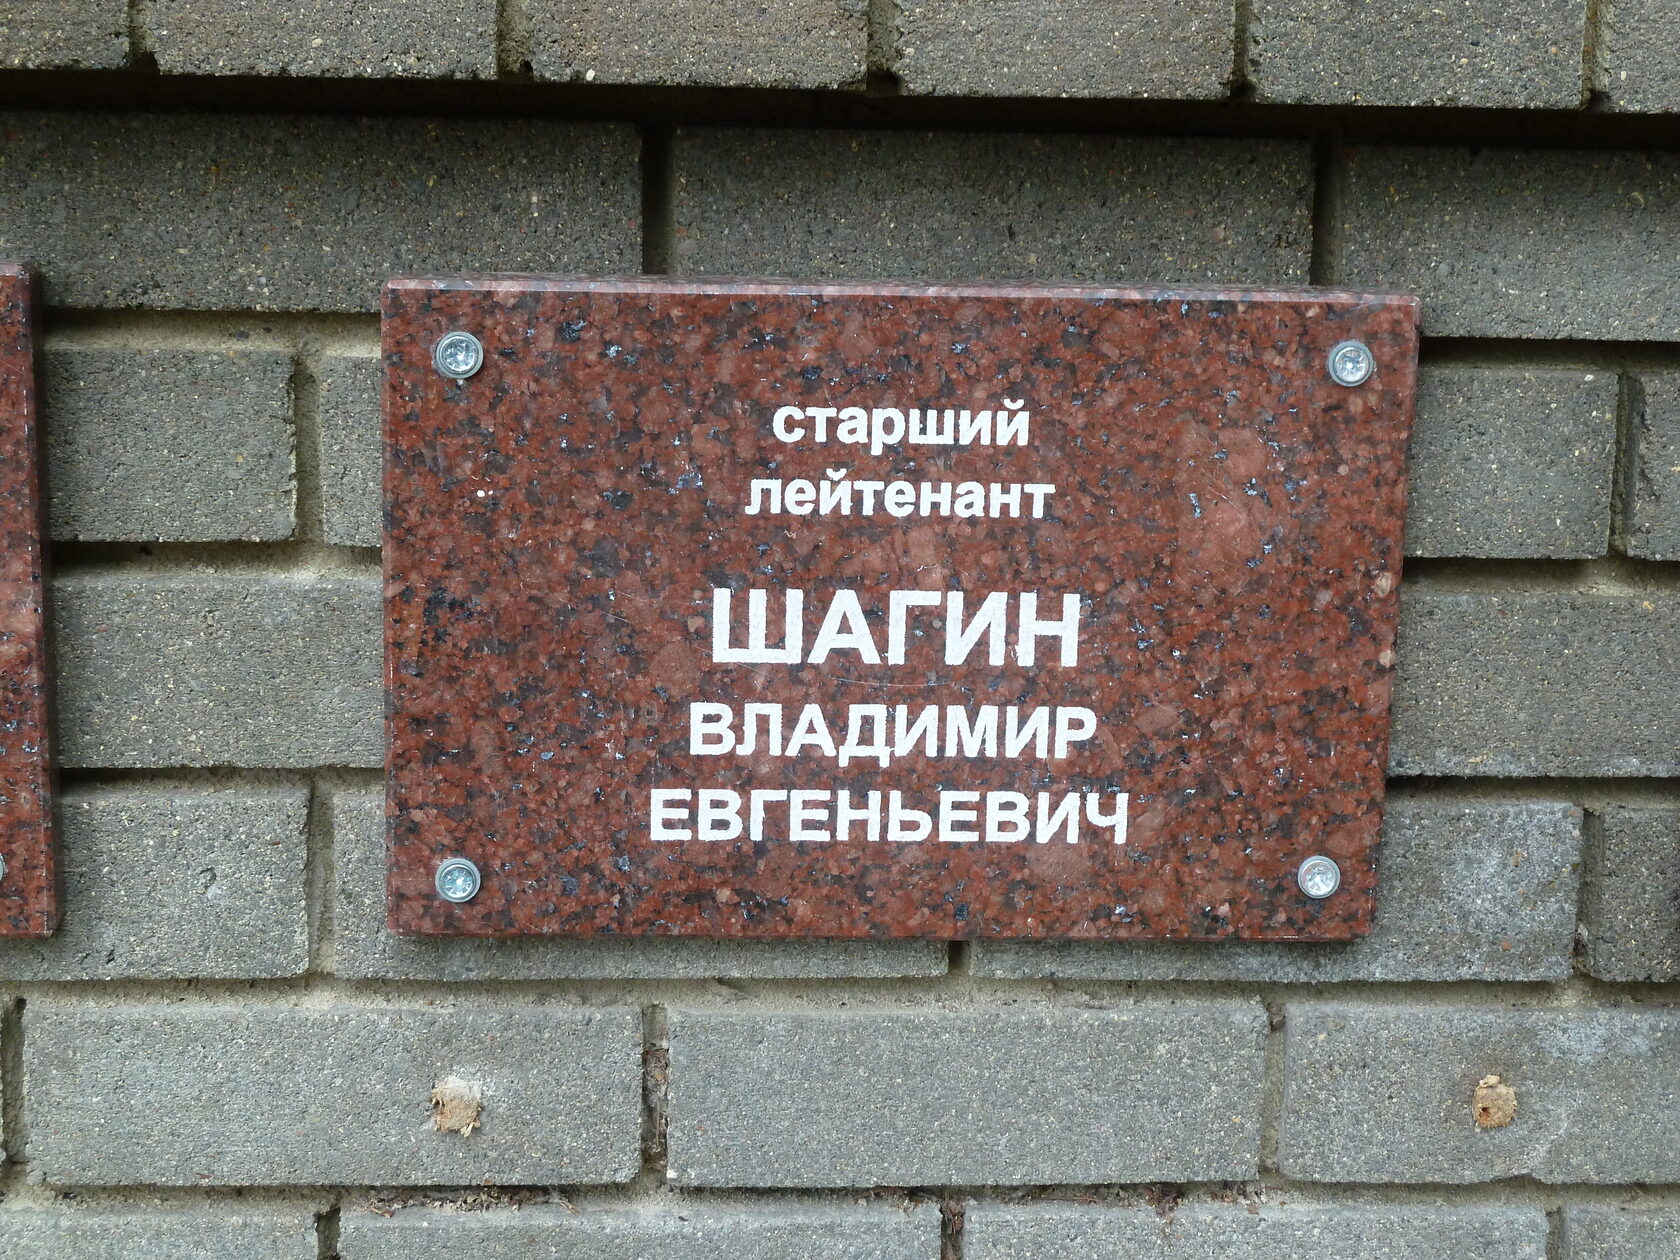 старший
лейтенант
ШАГИН
ВЛАДИМИР
ЕВГЕНЬЕВИЧ